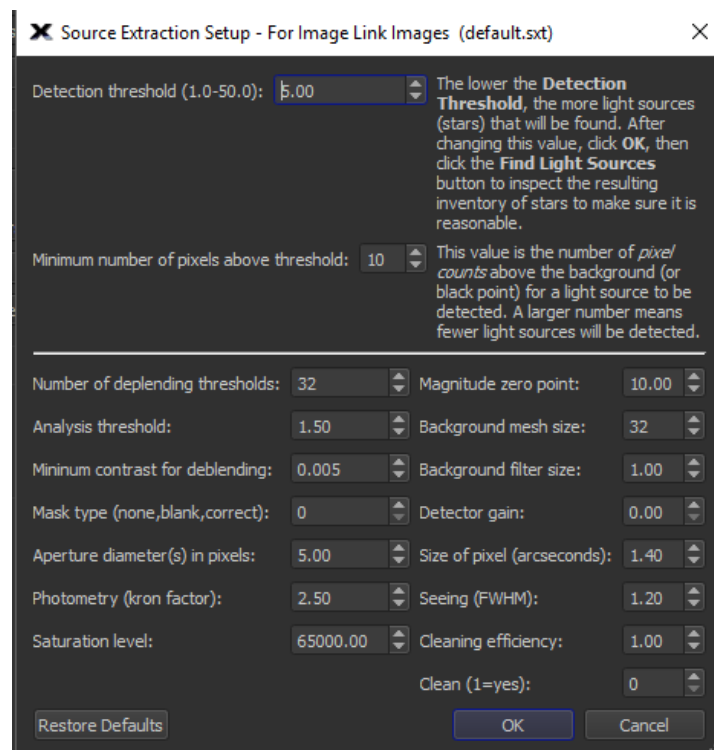 Source Extraction Setup - For Image Link Images (default.sxt)
Detection threshold (1.0-50.0): 5.00
The lower the Detection
Threshold, the more light sources
(stars) that will be found. After
changing this value, click OK, then
click the Find Light Sources
button to inspect the resulting
inventory of stars to make sure it is
reasonable.
Minimum number of pixels above threshold: 10
This value is the number of pixel
counts above the background (or
black point) for a light source to be
detected. A larger number means
fewer light sources will be detected.
Number of deplending thresholds: 32 Magnitude zero point: 10.00
Analysis threshold: 1.50 Background mesh size: 32
Mininum contrast for deblending: 0.005 Background filter size: 1.00
Mask type (none,blank,correct): 0 Detector gain: 0.00
Aperture diameter(s) in pixels: 5.00 Size of pixel (arcseconds): 1.40
Photometry (kron factor): 2.50 Seeing (FWHM): 1.20
Saturation level: 65000.00 Cleaning efficiency: 1.00
Clean (1=yes): 0
Restore Defaults OK Cancel